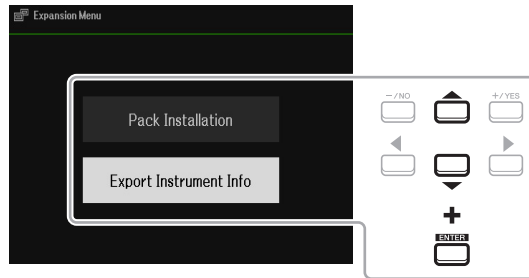 Expansion Menu
Pack Installation
Export Instrument Info
−/NO
+/YES
ENTER